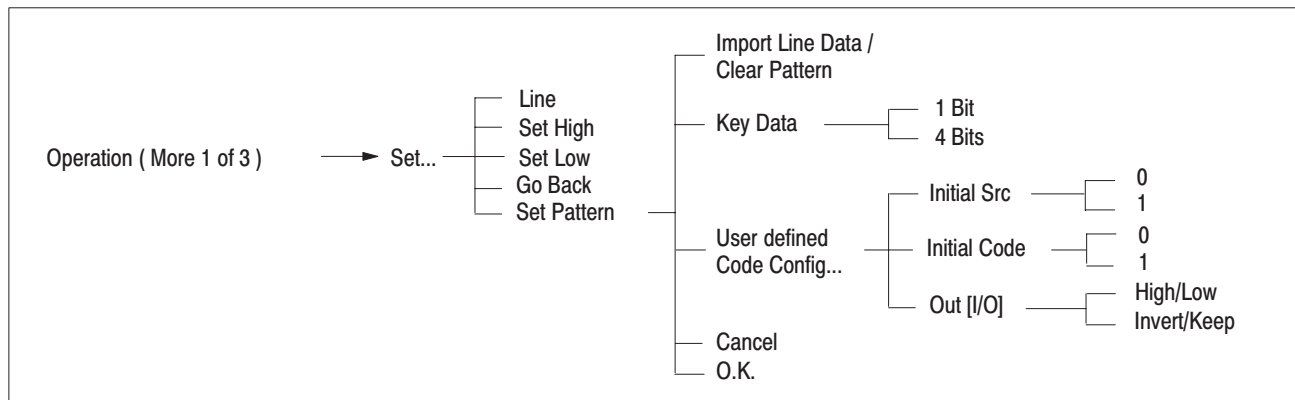 Operation ( More 1 of 3 )
Set...
Line
Set High
Set Low
Go Back
Set Pattern
Import Line Data /
Clear Pattern
Key Data
1 Bit
4 Bits
User defined
Code Config...
Initial Src
0
1
Initial Code
0
1
Out [I/O]
High/Low
Invert/Keep
Cancel
O.K.